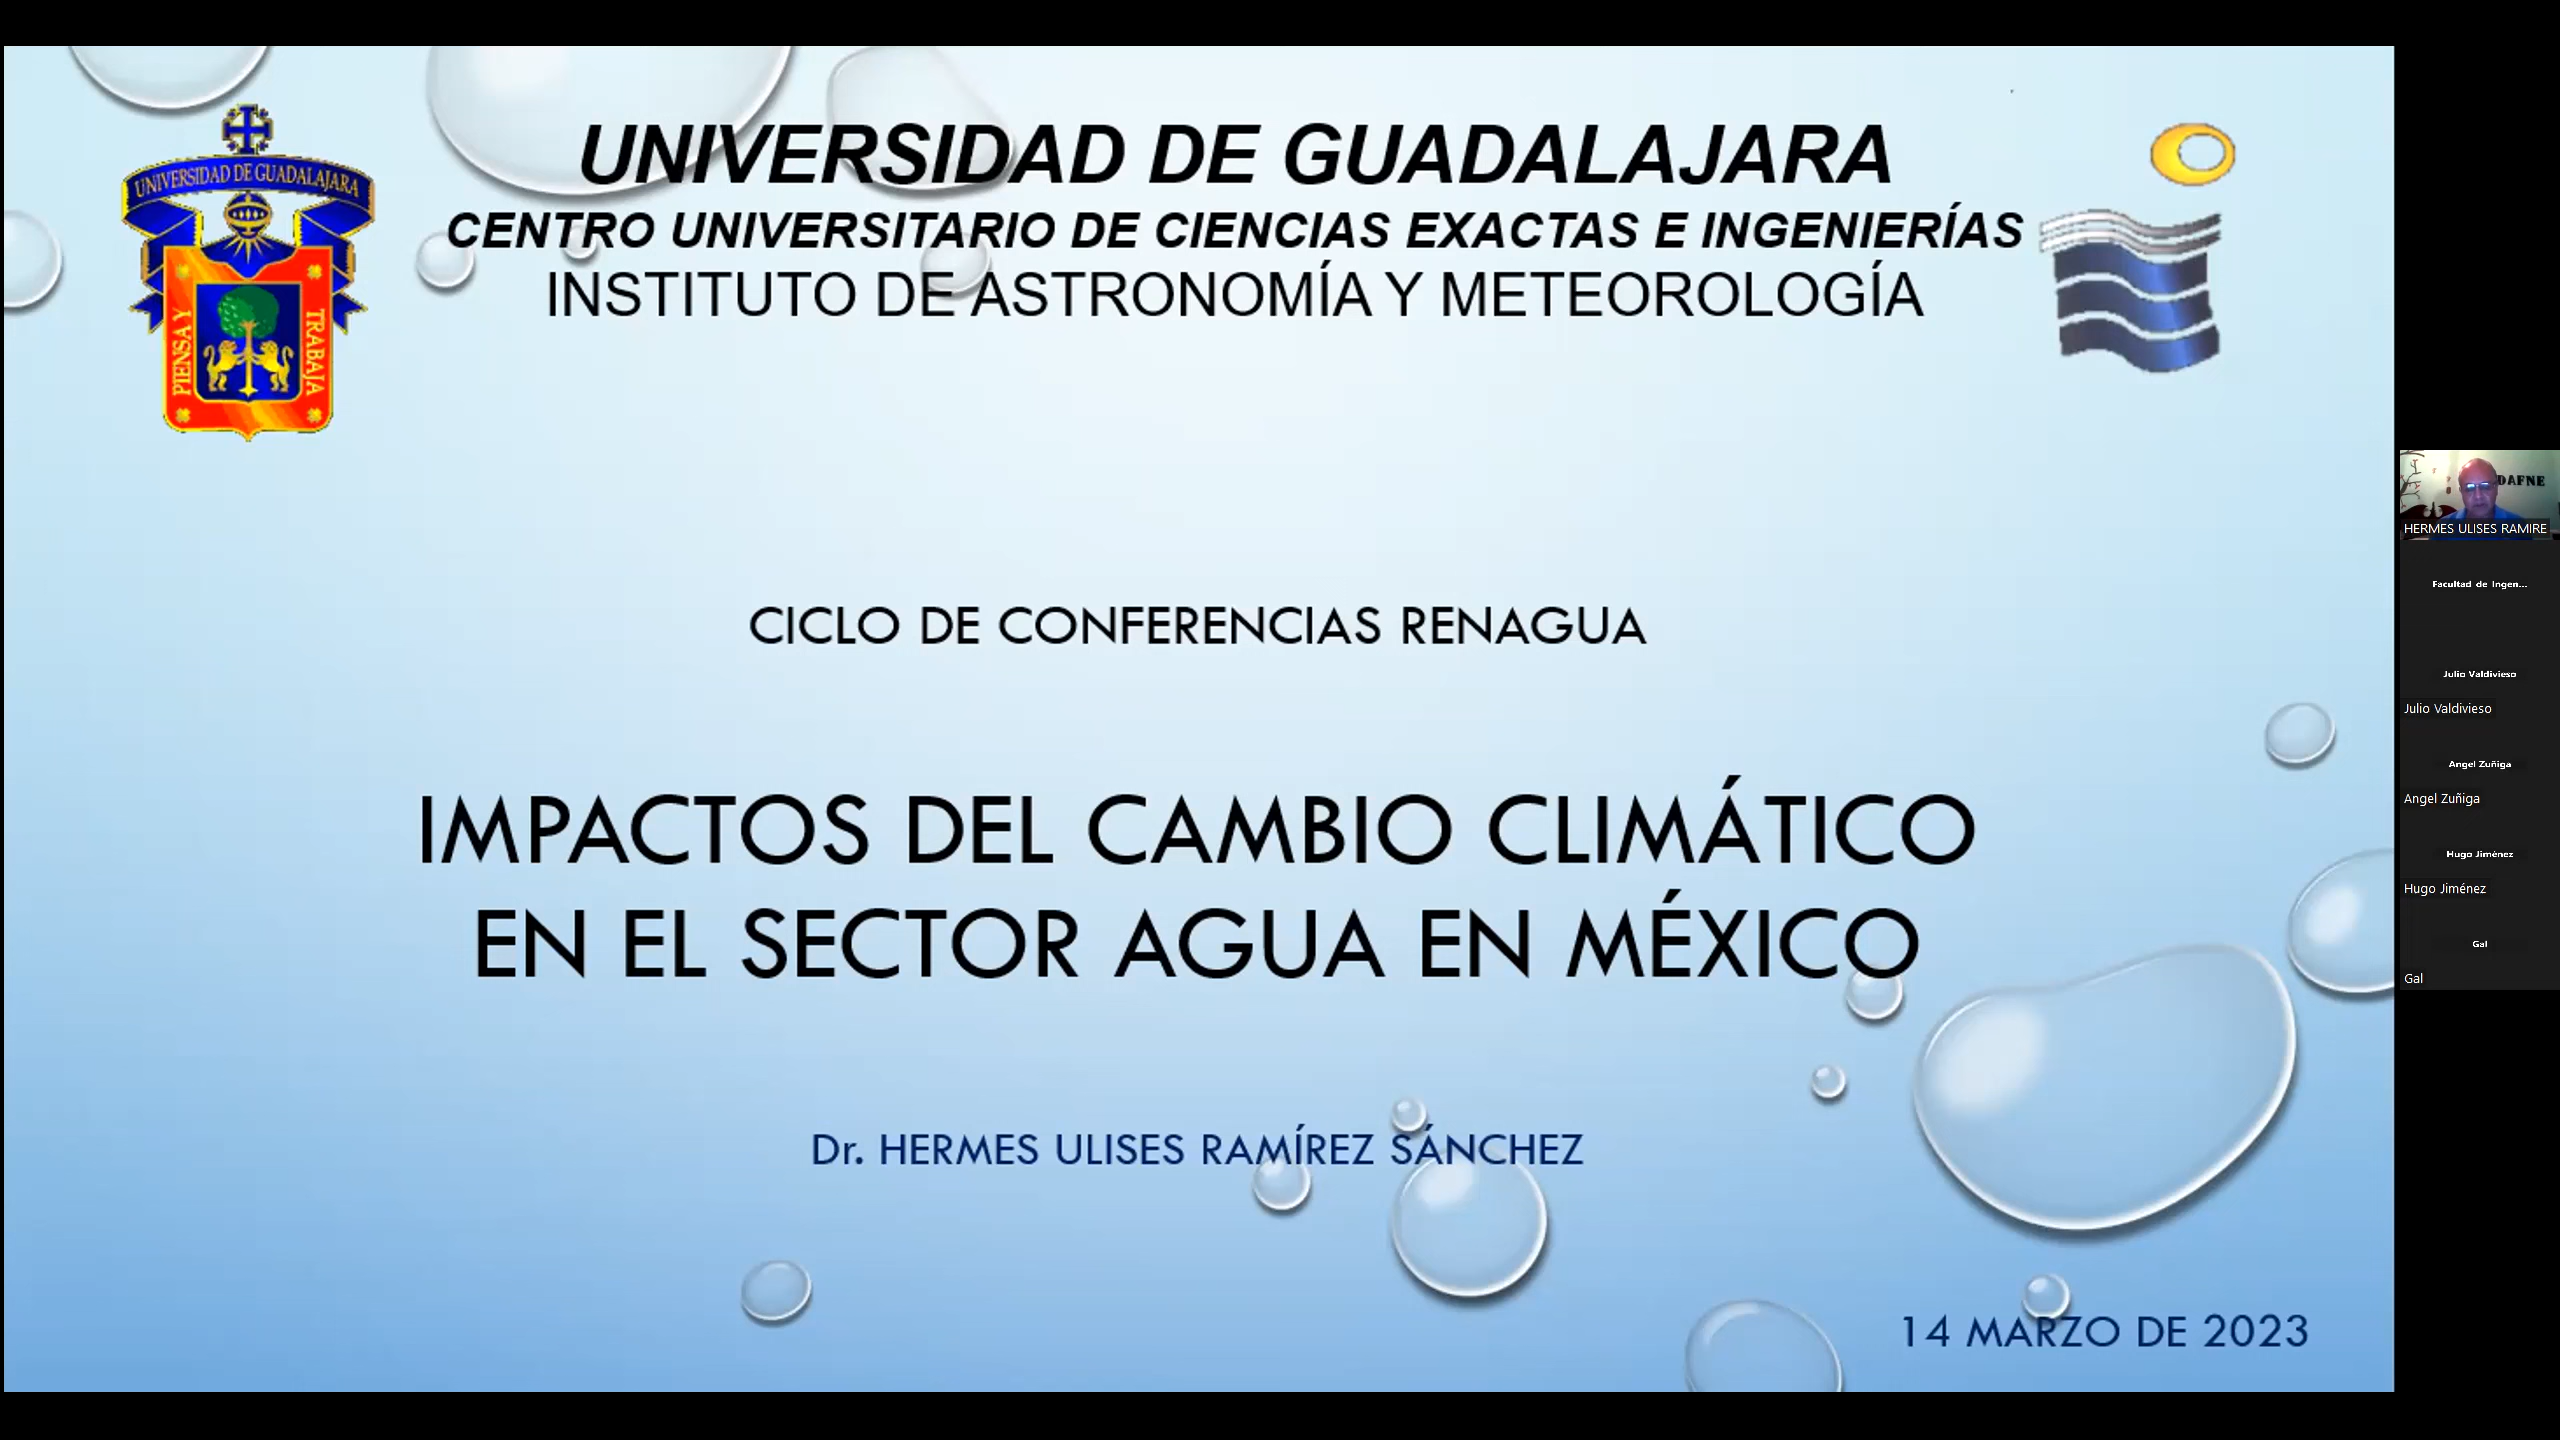 UNIVERSIDAD DE GUADALAJARA
CENTRO UNIVERSITARIO DE CIENCIAS EXACTAS E INGENIERÍAS
INSTITUTO DE ASTRONOMÍA Y METEOROLOGÍA
UNIVERSIDAD DE GUADALAJARA
PIENSA Y
TRABAJA
CICLO DE CONFERENCIAS RENAGUA
IMPACTOS DEL CAMBIO CLIMÁTICO
EN EL SECTOR AGUA EN MÉXICO
Dr. HERMES ULISES RAMÍREZ SÁNCHEZ
14 MARZO DE 2023
DAFNE
HERMES ULISES RAMIRE
Facultad de Ingen...
Julio Valdivieso
Julio Valdivieso
Angel Zuñiga
Angel Zuñiga
Hugo Jiménez
Hugo Jiménez
Gal
Gal